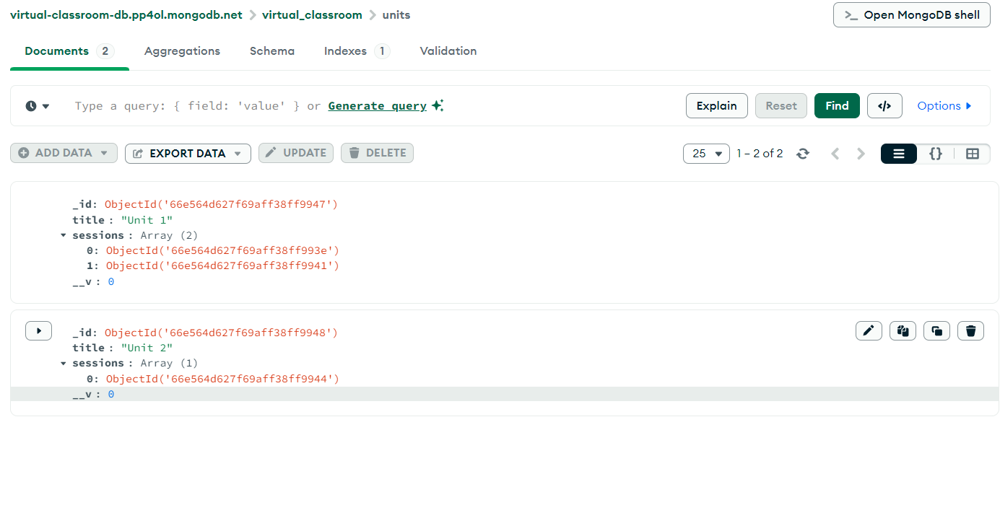 virtual-classroom-db.pp4ol.mongodb.net > virtual_classroom > units
>_ Open MongoDB shell
Documents 2 Aggregations Schema Indexes 1 Validation
Type a query: { field: 'value' } or Generate query
Explain Reset Find </> Options
ADD DATA EXPORT DATA UPDATE DELETE
25 1 – 2 of 2 {}
_id: ObjectId('66e564d627f69aff38ff9947')
title : "Unit 1"
sessions : Array (2)
0: ObjectId('66e564d627f69aff38ff993e')
1: ObjectId('66e564d627f69aff38ff9941')
__v : 0
_id: ObjectId('66e564d627f69aff38ff9948')
title : "Unit 2"
sessions : Array (1)
0: ObjectId('66e564d627f69aff38ff9944')
__v : 0